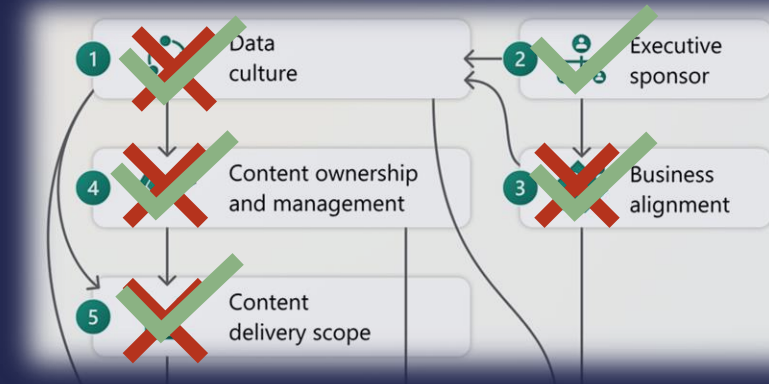 1
Data
culture
2
Executive
sponsor
4
Content ownership
and management
3
Business
alignment
5
Content
delivery scope